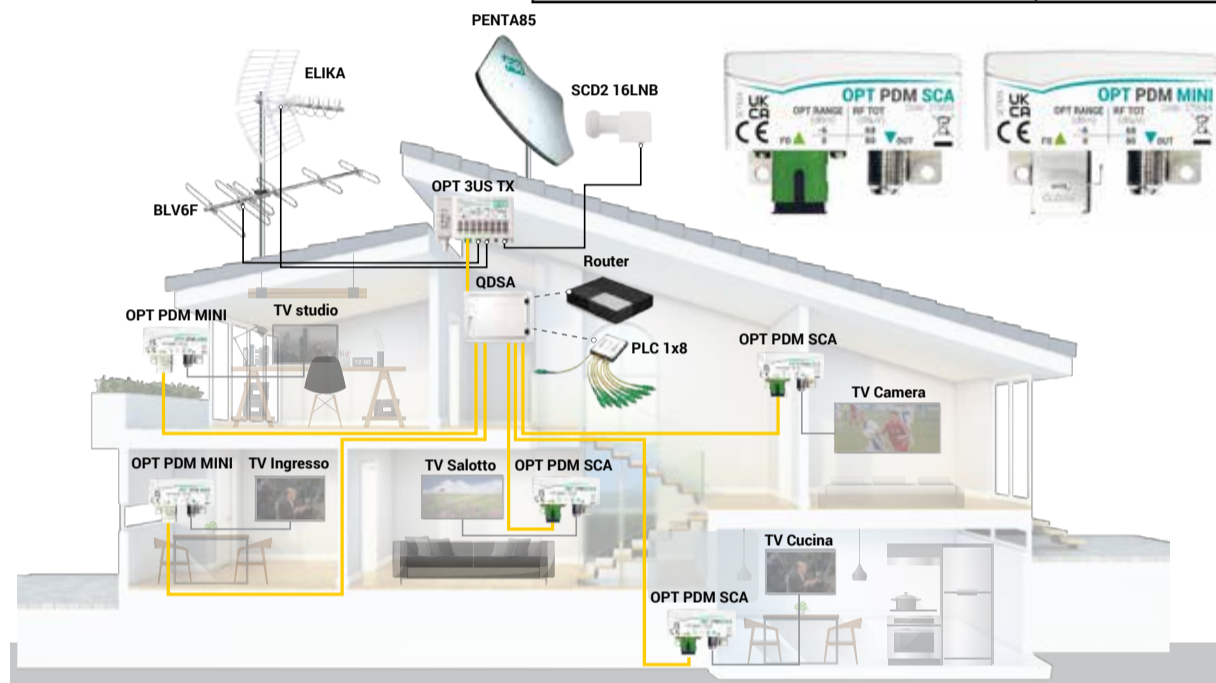 PENTA85
ELIKA
SCD2 16LNB
OPT PDM SCA
OPT RANGE
RF TOT
UK
CA
CE
FO
OUT
OPT PDM MINI
OPT RANGE
RF TOT
UK
CA
CE
FO
OUT
OPT 3US TX
BLV6F
Router
QDSA
OPT PDM MINI
TV studio
PLC 1x8
OPT PDM SCA
TV Camera
OPT PDM MINI
TV Ingresso
TV Salotto
OPT PDM SCA
TV Cucina
OPT PDM SCA